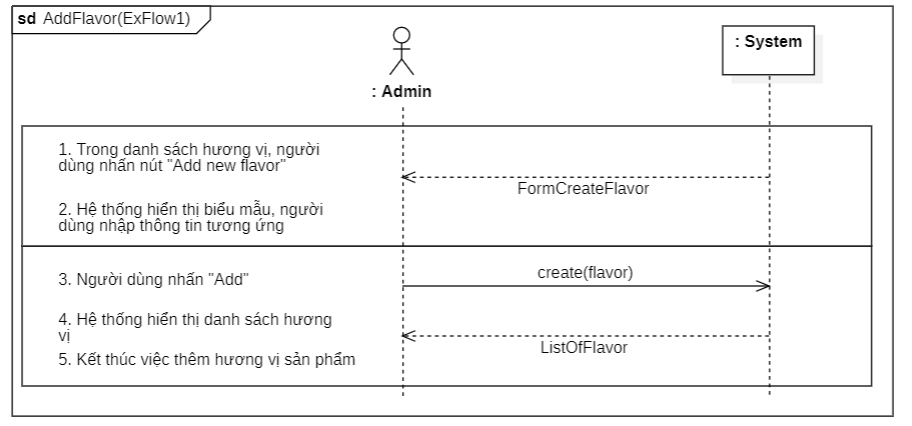 sd AddFlavor(ExFlow1)
: Admin
: System
1. Trong danh sách hương vị, người
dùng nhấn nút "Add new flavor"
FormCreateFlavor
2. Hệ thống hiển thị biểu mẫu, người
dùng nhập thông tin tương ứng
3. Người dùng nhấn "Add"
create(flavor)
4. Hệ thống hiển thị danh sách hương
vị
ListOfFlavor
5. Kết thúc việc thêm hương vị sản phẩm